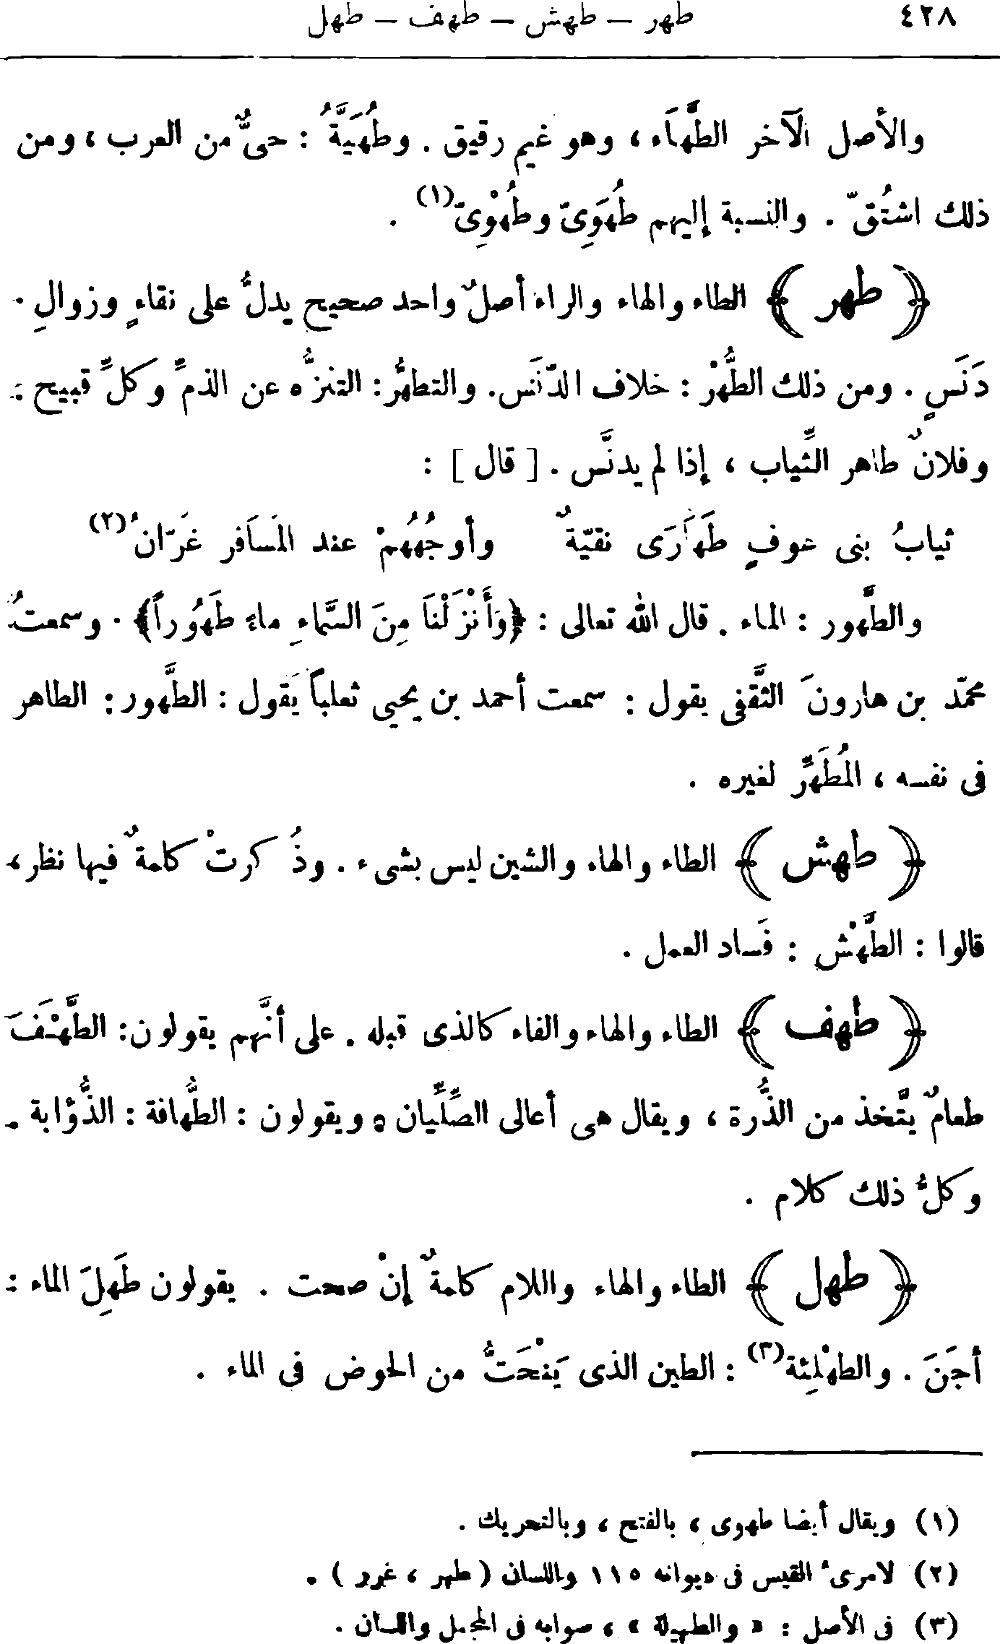 ٤٢٨
طهر — طهش — طهف — طهل
والأصل الآخر الطَّهَاء ، وهو غيم رقيق . وطُهَيَّةُ : حىٌّ من العرب ، ومن
ذلك اشتُقّ . والنسبة إليهم طُهَوِىّ وطُهْوِىّ(١) .
﴿ طهر ﴾ الطاء والهاء والراء أصلٌ واحد صحيح يدلُّ على نقاءٍ وزوالِ
دَنَسٍ . ومن ذلك الطُّهْر : خلاف الدّنَس. والتطهُّر: التنزُّه عن الذمِّ وكلِّ قبيح ؛
وفلانٌ طاهر الثِّياب ، إذا لم يدنَّس . [ قال ] :
ثيابُ بنى عوفٍ طَهَارَى نقيّةٌ وأوجُهُهُمْ عند المَسَافر غَرّانُ(٢)
والطَّهور : الماء . قال الله تعالى : ﴿وَأَنْزَلْنَا مِنَ السَّمَاءِ ماءً طَهُوراً﴾ . وسمعتُ
محمّد بن هارونَ الثَّقفى يقول : سمعت أحمد بن يحيى ثعلباً يَقول : الطَّهور : الطاهر
فى نفسه ، المُطَهِّر لغيره .
﴿ طهش ﴾ الطاء والهاء والشين ليس بشىء . وذُكرتْ كلمةٌ فيها نظر ،
قالوا : الطَّهْش : فَساد العمل .
﴿ طهف ﴾ الطاء والهاء والفاء كالذى قبله . على أنَّهم يقولون: الطَّهْفَ
طعامٌ يتَّخذ من الذُّرة ، ويقال هى أعالى الصِّلِّيان ، ويقولون : الطُّهافة : الذُّؤابة .
وكلُّ ذلك كلام .
﴿ طهل ﴾ الطاء والهاء واللام كلمةٌ إنْ صحت . يقولون طَهِلَ الماء :
أجَنَ . والطهْلِئة(٣) : الطين الذى يَنْحَتُّ من الحوض فى الماء .
(١) ويقال أيضا طهوى ، بالفتح ، وبالتحريك .
(٢) لامرىء القيس فى ديوانه ١١٥ واللسان ( طهر ، غرر ) .
(٣) فى الأصل : « والطهيلة » ، صوابه فى المجمل واللسان .